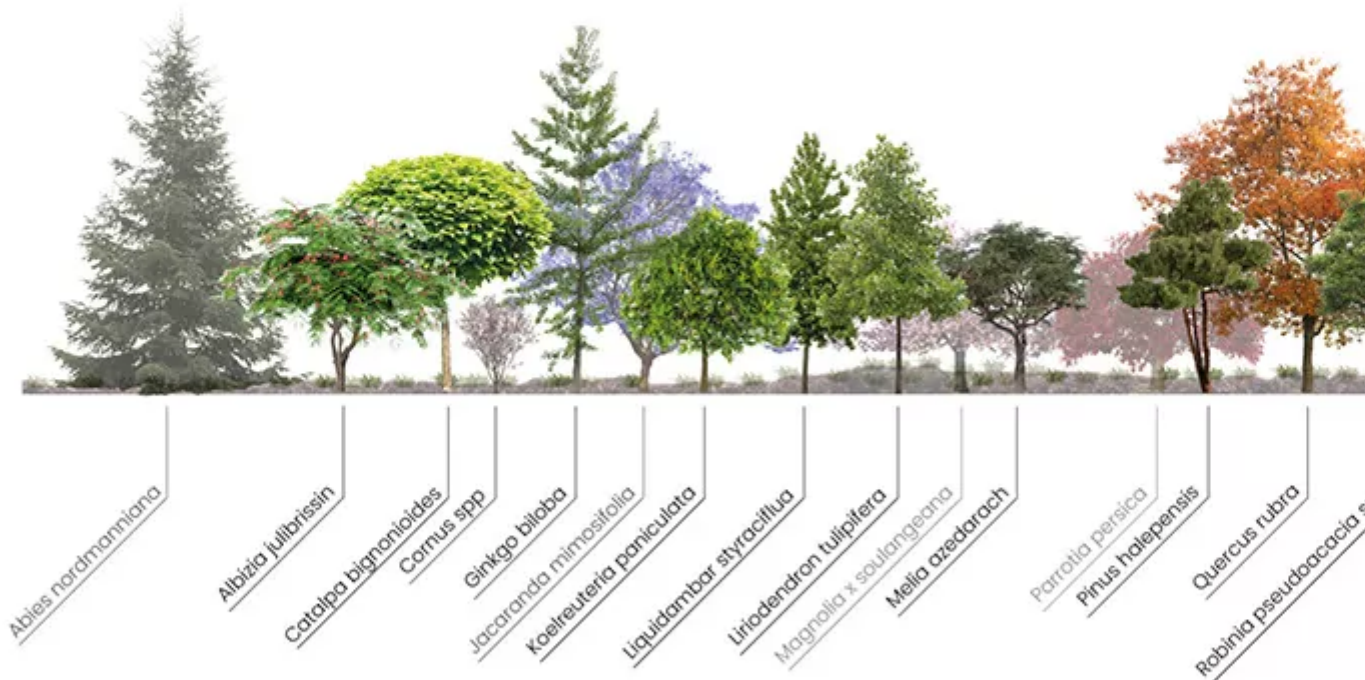 Abies nordmanniana
Albizia julibrissin
Catalpa bignonioides
Cornus spp
Ginkgo biloba
Jacaranda mimosifolia
Koelreuteria paniculata
Liquidambar styraciflua
Liriodendron tulipifera
Magnolia x soulangeana
Melia azedarach
Parrotia persica
Pinus halepensis
Quercus rubra
Robinia pseudoacacia